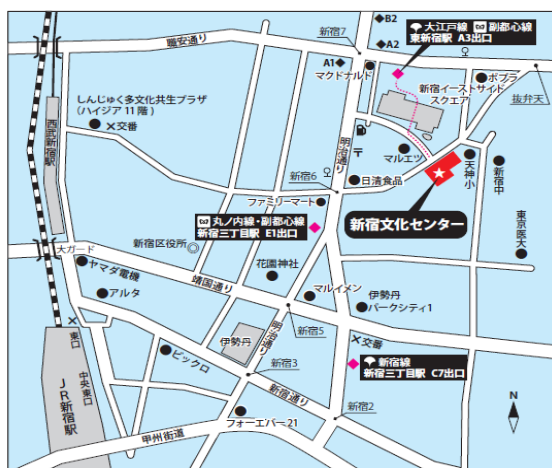 新宿7
◆B2
◆A2
A1◆
大江戸線 副都心線
東新宿駅 A3出口
職安通り
マクドナルド
新宿イーストサイド
スクエア
ポプラ
抜弁天
しんじゅく多文化共生プラザ
(ハイジア 11階)
×交番
西武新宿駅
明治通り
〒
マルエツ
日清食品
天神小
新宿中
東京医大
新宿6
ファミリーマート
新宿文化センター
丸ノ内線・副都心線
新宿三丁目駅 E1出口
大ガード
新宿区役所
ヤマダ電機
アルタ
靖国通り
花園神社
マルイメン
伊勢丹
パークシティ1
新宿5
×交番
東口
中央東口
JR新宿駅
ビックロ
伊勢丹
明治通り
新宿3
新宿通り
新宿線
新宿三丁目駅 C7出口
新宿2
フォーエバー21
甲州街道
N